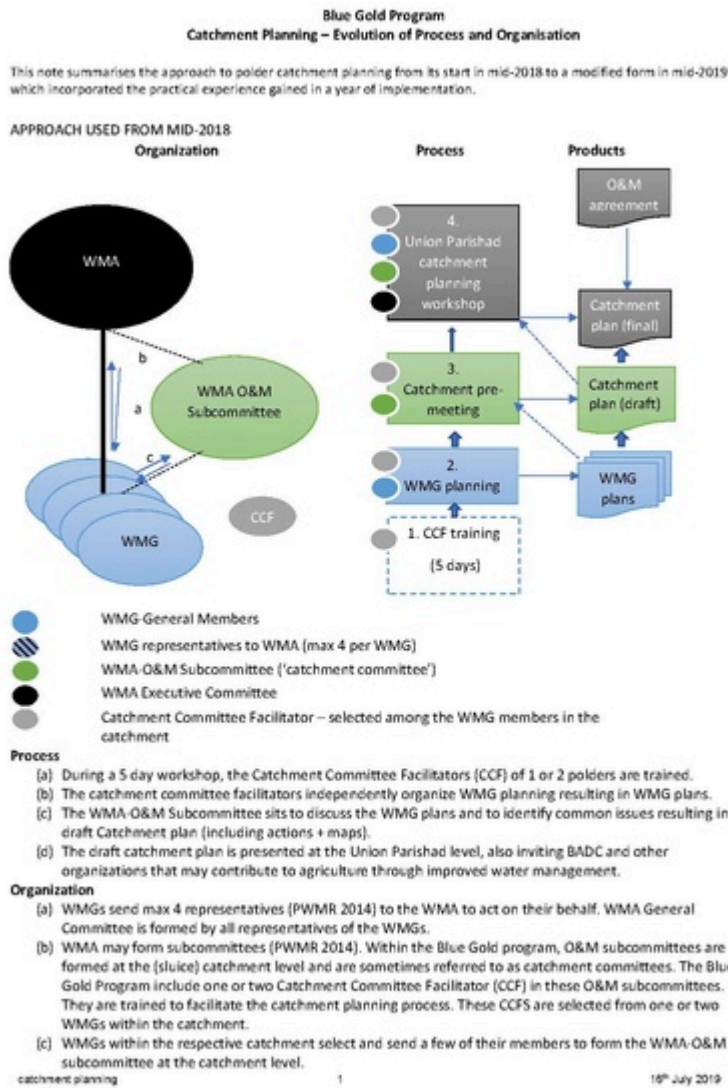 Blue Gold Program
Catchment Planning – Evolution of Process and Organisation
This note summarises the approach to polder catchment planning from its start in mid-2018 to a modified form in mid-2019
which incorporated the practical experience gained in a year of implementation.
APPROACH USED FROM MID-2018
Organization
Process
Products
WMA
b
a
WMA O&M
Subcommittee
c
CCF
WMG
4.
Union Parishad
catchment
planning
workshop
3.
Catchment pre-
meeting
2.
WMG planning
1. CCF training
(5 days)
O&M
agreement
Catchment
plan (final)
Catchment
plan (draft)
WMG
plans
WMG-General Members
WMG representatives to WMA (max 4 per WMG)
WMA-O&M Subcommittee ('catchment committee')
WMA Executive Committee
Catchment Committee Facilitator – selected among the WMG members in the
catchment
Process
(a) During a 5 day workshop, the Catchment Committee Facilitators (CCF) of 1 or 2 polders are trained.
(b) The catchment committee facilitators independently organize WMG planning resulting in WMG plans.
(c) The WMA-O&M Subcommittee sits to discuss the WMG plans and to identify common issues resulting in
draft Catchment plan (including actions + maps).
(d) The draft catchment plan is presented at the Union Parishad level, also inviting BADC and other
organizations that may contribute to agriculture through improved water management.
Organization
(a) WMGs send max 4 representatives (PWMR 2014) to the WMA to act on their behalf. WMA General
Committee is formed by all representatives of the WMGs.
(b) WMA may form subcommittees (PWMR 2014). Within the Blue Gold program, O&M subcommittees are
formed at the (sluice) catchment level and are sometimes referred to as catchment committees. The Blue
Gold Program include one or two Catchment Committee Facilitator (CCF) in these O&M subcommittees.
They are trained to facilitate the catchment planning process. These CCFS are selected from one or two
WMGs within the catchment.
(c) WMGs within the respective catchment select and send a few of their members to form the WMA-O&M
subcommittee at the catchment level.
catchment planning
1
16th July 2019